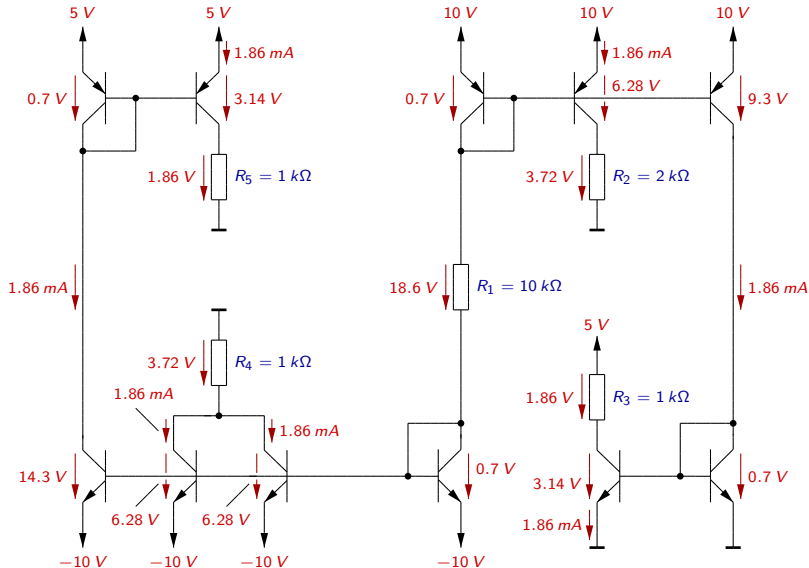 5 V
5 V
10 V
10 V
10 V
1.86 mA
1.86 mA
0.7 V
3.14 V
0.7 V
6.28 V
9.3 V
1.86 V
R5 = 1 kΩ
3.72 V
R2 = 2 kΩ
1.86 mA
18.6 V
R1 = 10 kΩ
1.86 mA
5 V
3.72 V
R4 = 1 kΩ
1.86 mA
1.86 V
R3 = 1 kΩ
1.86 mA
14.3 V
0.7 V
3.14 V
0.7 V
6.28 V
6.28 V
1.86 mA
−10 V
−10 V
−10 V
−10 V